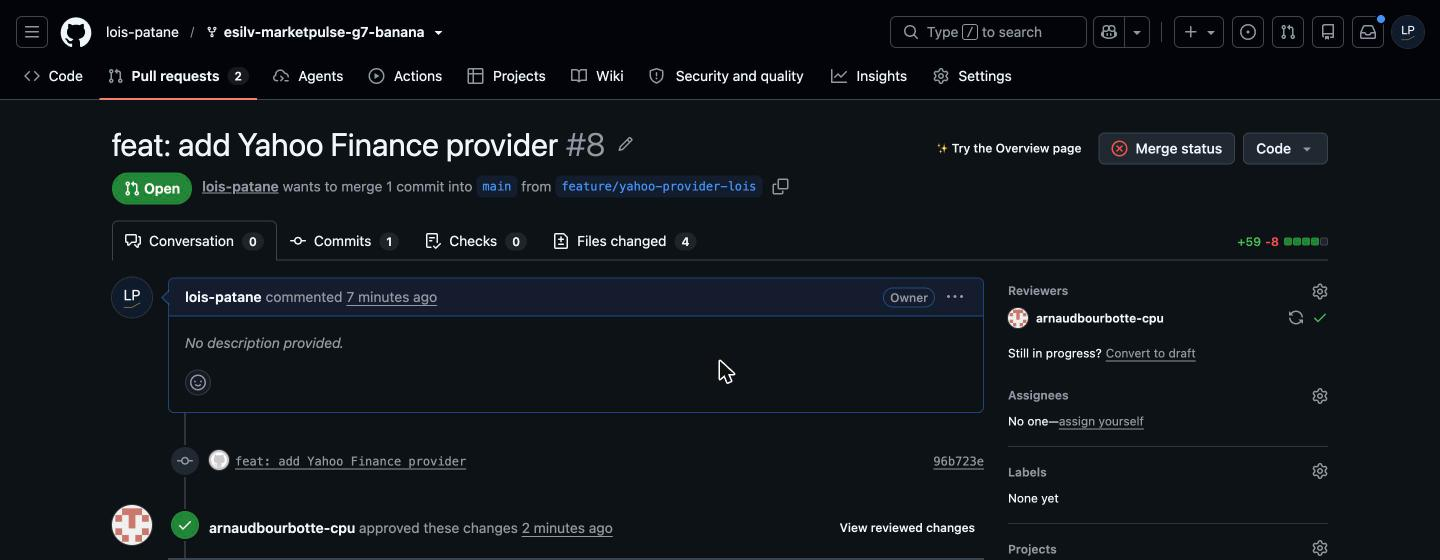 lois-patane / esilv-marketpulse-g7-banana
Type / to search
LP
Code Pull requests 2 Agents Actions Projects Wiki Security and quality Insights Settings
feat: add Yahoo Finance provider #8
Try the Overview page Merge status Code
Open lois-patane wants to merge 1 commit into main from feature/yahoo-provider-lois
Conversation 0 Commits 1 Checks 0 Files changed 4 +59 -8
LP
lois-patane commented 7 minutes ago Owner
No description provided.
feat: add Yahoo Finance provider 96b723e
arnaudbourbotte-cpu approved these changes 2 minutes ago View reviewed changes
Reviewers
arnaudbourbotte-cpu
Still in progress? Convert to draft
Assignees
No one—assign yourself
Labels
None yet
Projects